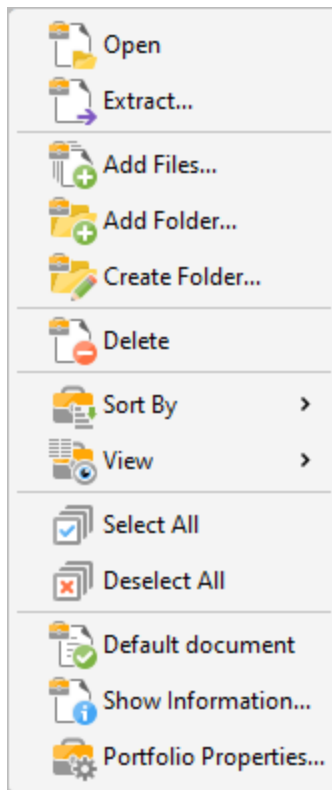 Open
Extract...
Add Files...
Add Folder...
Create Folder...
Delete
Sort By
View
Select All
Deselect All
Default document
Show Information...
Portfolio Properties...